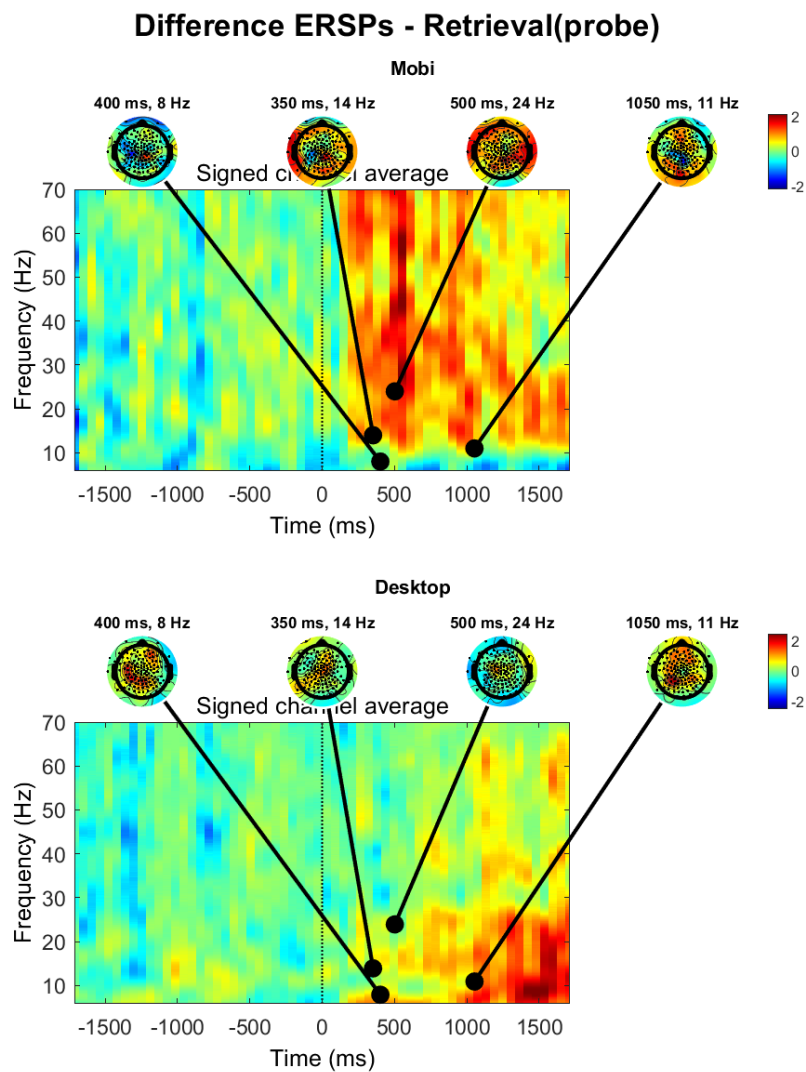 Difference ERSPs - Retrieval(probe)
Mobi
400 ms, 8 Hz 350 ms, 14 Hz 500 ms, 24 Hz 1050 ms, 11 Hz
2
0
-2
Signed channel average
70
60
50
40
30
20
10
Frequency (Hz)
-1500 -1000 -500 0 500 1000 1500
Time (ms)
Desktop
400 ms, 8 Hz 350 ms, 14 Hz 500 ms, 24 Hz 1050 ms, 11 Hz
2
0
-2
Signed channel average
70
60
50
40
30
20
10
Frequency (Hz)
-1500 -1000 -500 0 500 1000 1500
Time (ms)